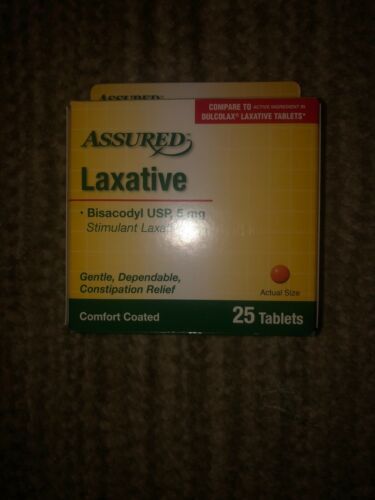 ASSURED
COMPARE TO ACTIVE INGREDIENT IN
DULCOLAX® LAXATIVE TABLETS*
ASSURED
Laxative
• Bisacodyl USP, 5 mg
Stimulant
Gentle, Dependable,
Constipation Relief
Actual Size
Comfort Coated
25 Tablets